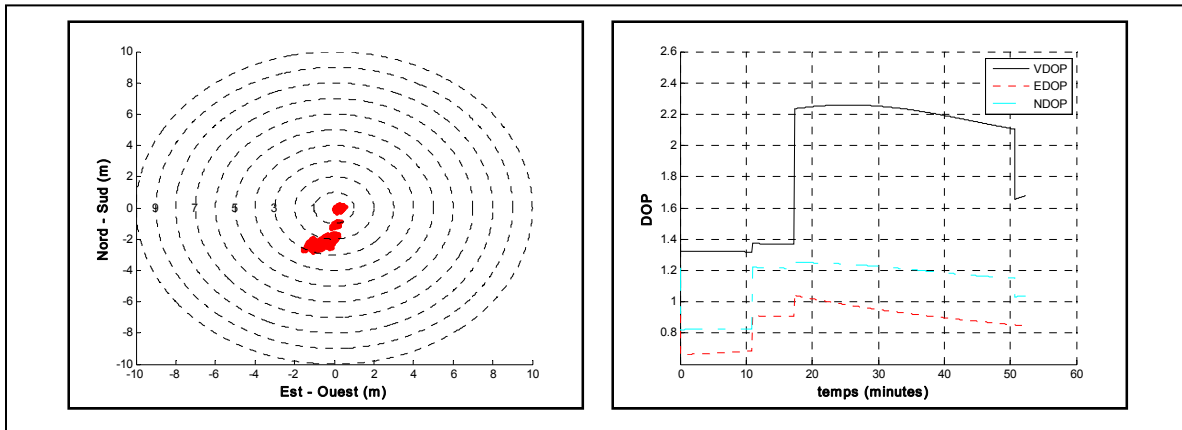 10
8
6
4
2
0
-2
-4
-6
-8
-10
Nord - Sud (m)
9 7 5 3 1
-10 -8 -6 -4 -2 0 2 4 6 8 10
Est - Ouest (m)
2.6
2.4
2.2
2
1.8
1.6
1.4
1.2
1
0.8
DOP
VDOP
EDOP
NDOP
0 10 20 30 40 50 60
temps (minutes)